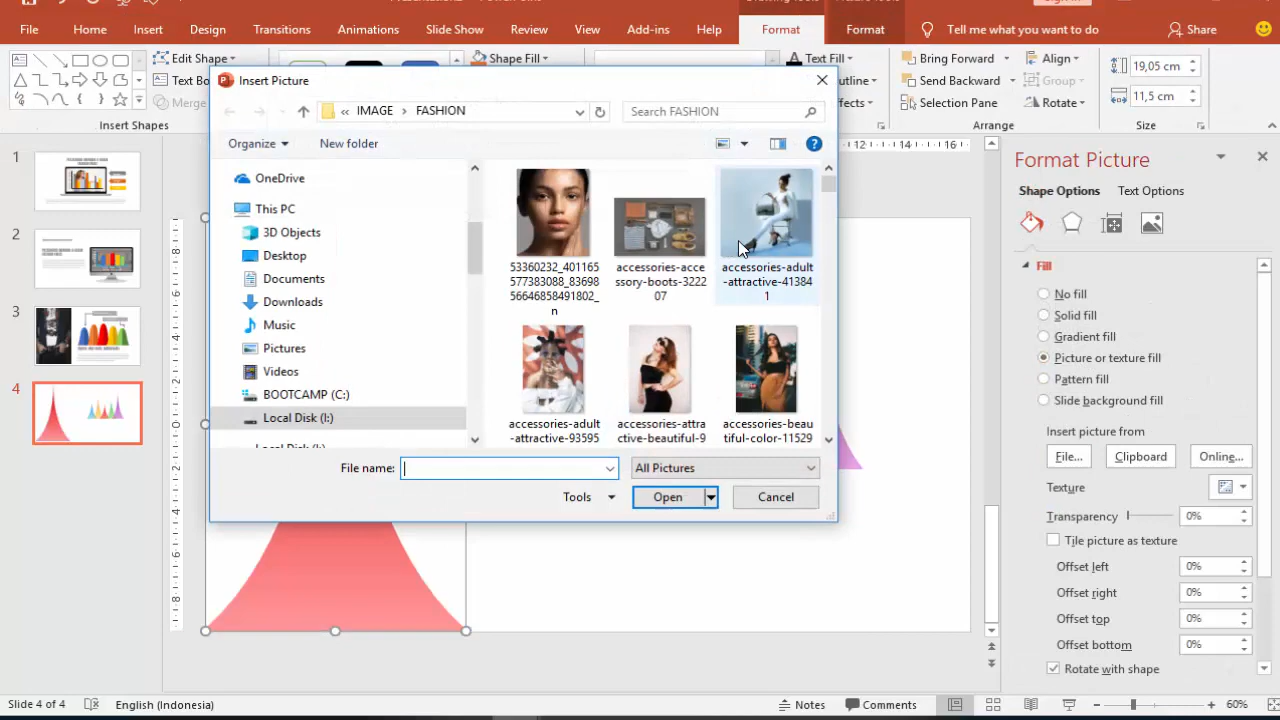 File Home Insert Design Transitions Animations Slide Show Review View Add-ins Help Format Format Tell me what you want to do Share
Edit Shape
Merge
Insert Shapes
Shape Fill
Text Fill
Bring Forward
Send Backward
Selection Pane
Align
Group
Rotate
Arrange
19,05 cm
11,5 cm
Size
Insert Picture
« IMAGE > FASHION
Search FASHION
Organize
New folder
OneDrive
This PC
3D Objects
Desktop
Documents
Downloads
Music
Pictures
Videos
BOOTCAMP (C:)
Local Disk (I:)
53360232_401165
577383088_83698
56646858491802_
n
accessories-acce
ssory-boots-3222
07
accessories-adult
-attractive-41384
1
accessories-adult
-attractive-93595
accessories-attra
ctive-beautiful-9
accessories-beau
tiful-color-11529
File name:
All Pictures
Tools
Open
Cancel
1
2
3
4
12 14 16
Format Picture
Shape Options Text Options
Fill
No fill
Solid fill
Gradient fill
Picture or texture fill
Pattern fill
Slide background fill
Insert picture from
File... Clipboard Online...
Texture
Transparency 0%
Tile picture as texture
Offset left 0%
Offset right 0%
Offset top 0%
Offset bottom 0%
Rotate with shape
Slide 4 of 4 English (Indonesia) Notes Comments 60%